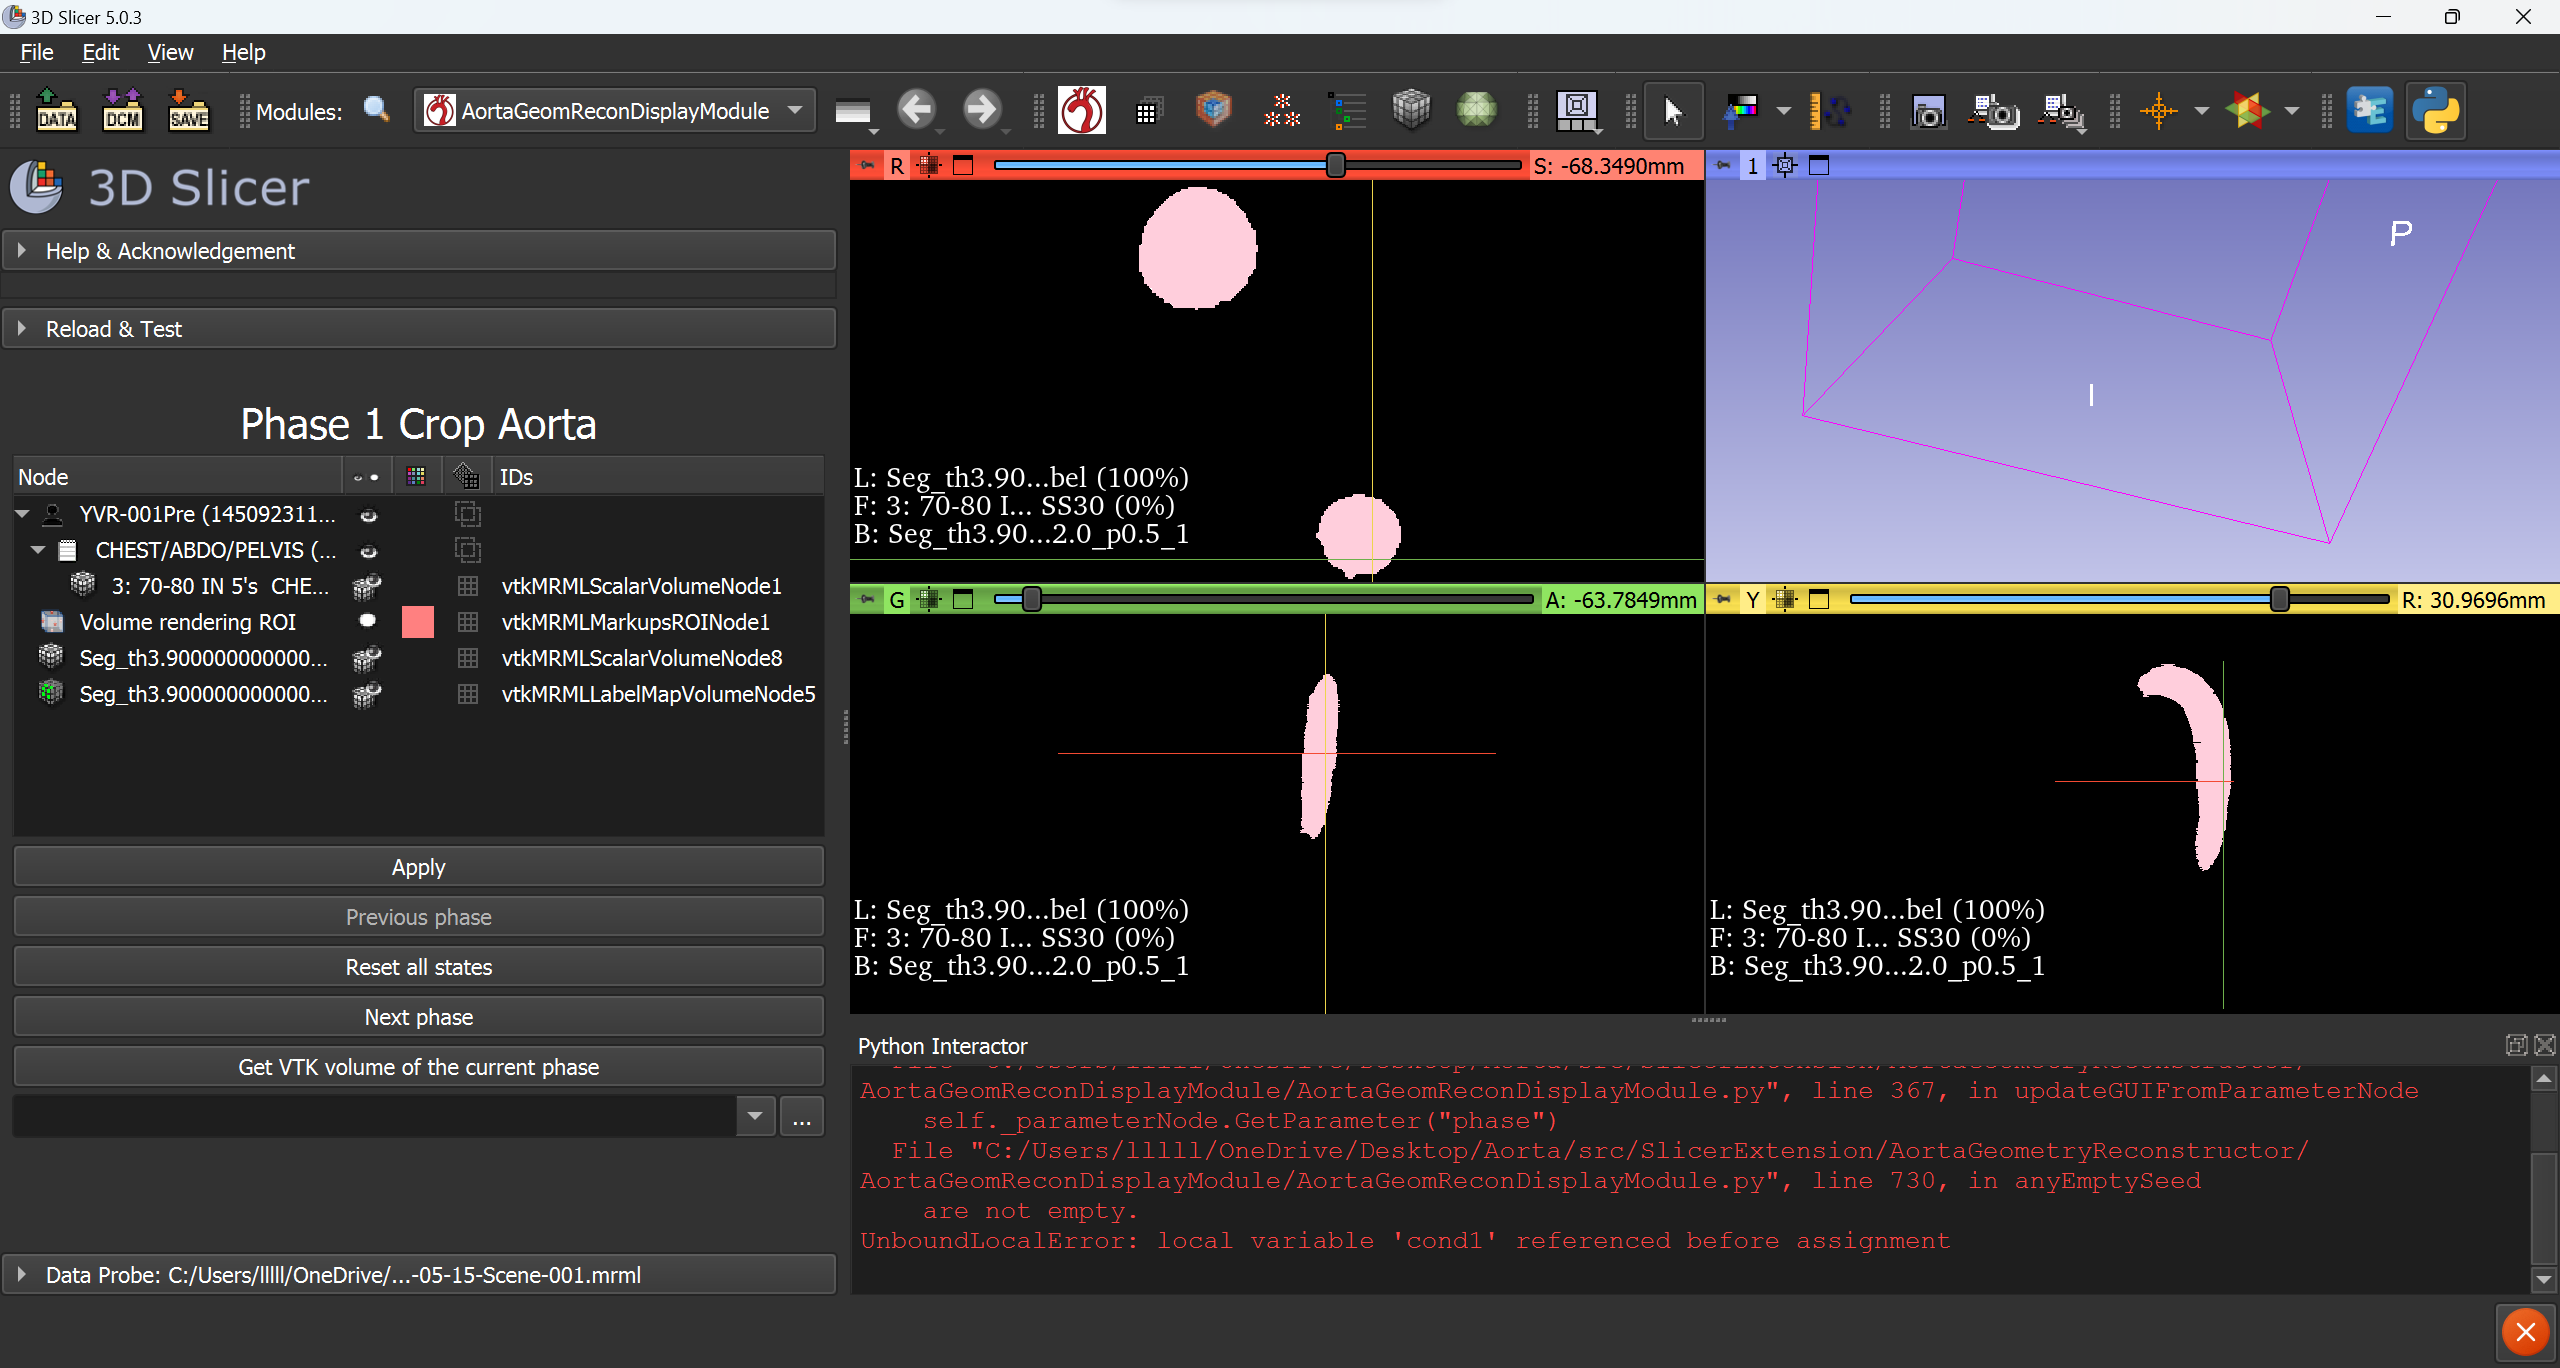 3D Slicer 5.0.3
File Edit View Help
DATA DCM SAVE Modules: AortaGeomReconDisplayModule
3D Slicer
Help & Acknowledgement
Reload & Test
Phase 1 Crop Aorta
Node IDs
YVR-001Pre (145092311...
CHEST/ABDO/PELVIS (...
3: 70-80 IN 5's CHE... vtkMRMLScalarVolumeNode1
Volume rendering ROI vtkMRMLMarkupsROINode1
Seg_th3.900000000000... vtkMRMLScalarVolumeNode8
Seg_th3.900000000000... vtkMRMLLabelMapVolumeNode5
Apply
Previous phase
Reset all states
Next phase
Get VTK volume of the current phase
...
Data Probe: C:/Users/lllll/OneDrive/...-05-15-Scene-001.mrml
R S: -68.3490mm
L: Seg_th3.90...bel (100%)
F: 3: 70-80 I... SS30 (0%)
B: Seg_th3.90...2.0_p0.5_1
1
P
I
G A: -63.7849mm
L: Seg_th3.90...bel (100%)
F: 3: 70-80 I... SS30 (0%)
B: Seg_th3.90...2.0_p0.5_1
Y R: 30.9696mm
L: Seg_th3.90...bel (100%)
F: 3: 70-80 I... SS30 (0%)
B: Seg_th3.90...2.0_p0.5_1
Python Interactor
AortaGeomReconDisplayModule/AortaGeomReconDisplayModule.py", line 367, in updateGUIFromParameterNode
self._parameterNode.GetParameter("phase")
File "C:/Users/lllll/OneDrive/Desktop/Aorta/src/SlicerExtension/AortaGeometryReconstructor/
AortaGeomReconDisplayModule/AortaGeomReconDisplayModule.py", line 730, in anyEmptySeed
are not empty.
UnboundLocalError: local variable 'cond1' referenced before assignment